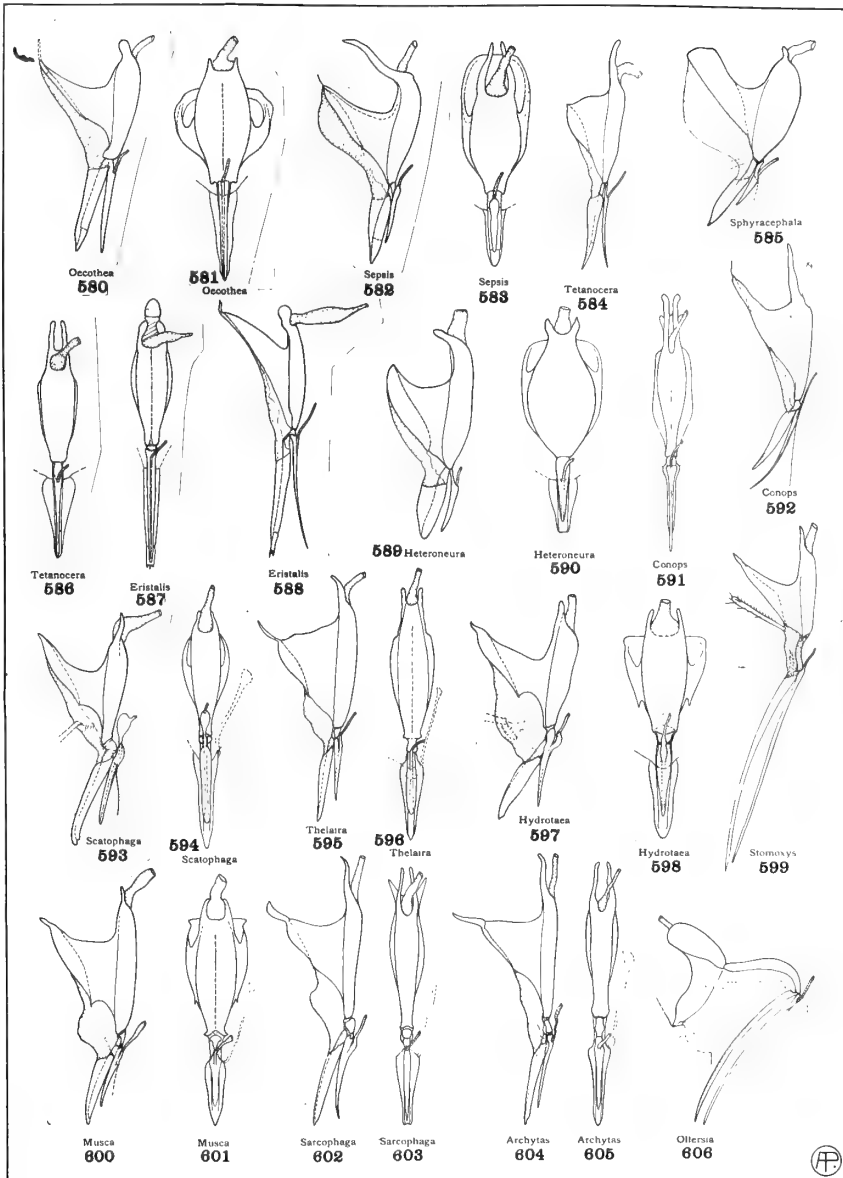 Oecothea
580
581
Oecothea
Sepsis
582
Sepsis
583
Tetanocera
584
Sphyracephala
585
Tetanocera
586
Eristalis
587
Eristalis
588
589 Heteroneura
Heteroneura
590
Conops
591
Conops
592
Scatophaga
593
594
Scatophaga
Thelaira
595
596
Thelaira
Hydrotaea
597
Hydrotaea
598
Stomoxys
599
Musca
600
Musca
601
Sarcophaga
602
Sarcophaga
603
Archytas
604
Archytas
605
Olfersia
606
AP.